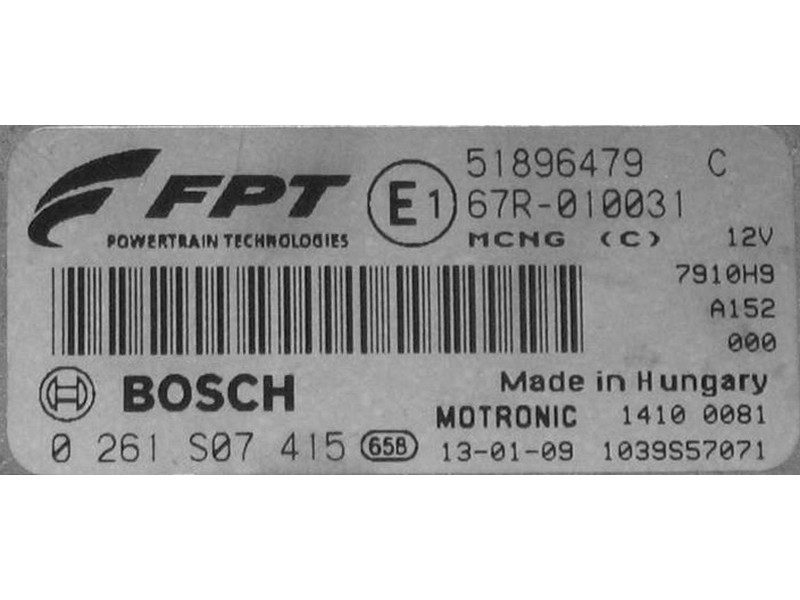 FPT
POWERTRAIN TECHNOLOGIES
E1
51896479 C
67R-010031
MCNG (C) 12V
7910H9
A152
000
BOSCH
Made in Hungary
MOTRONIC 1410 0081
0 261 S07 415 658 13-01-09 1039S57071